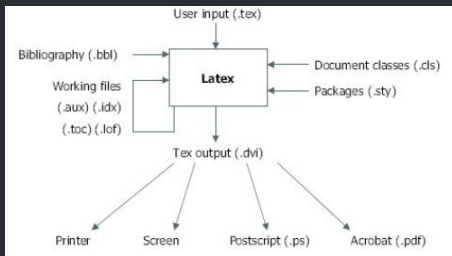 User input (.tex)
Bibliography (.bbl)
Latex
Document classes (.cls)
Working files
Packages (.sty)
(.aux) (.idx)
(.toc) (.lof)
Tex output (.dvi)
Printer
Screen
Postscript (.ps)
Acrobat (.pdf)